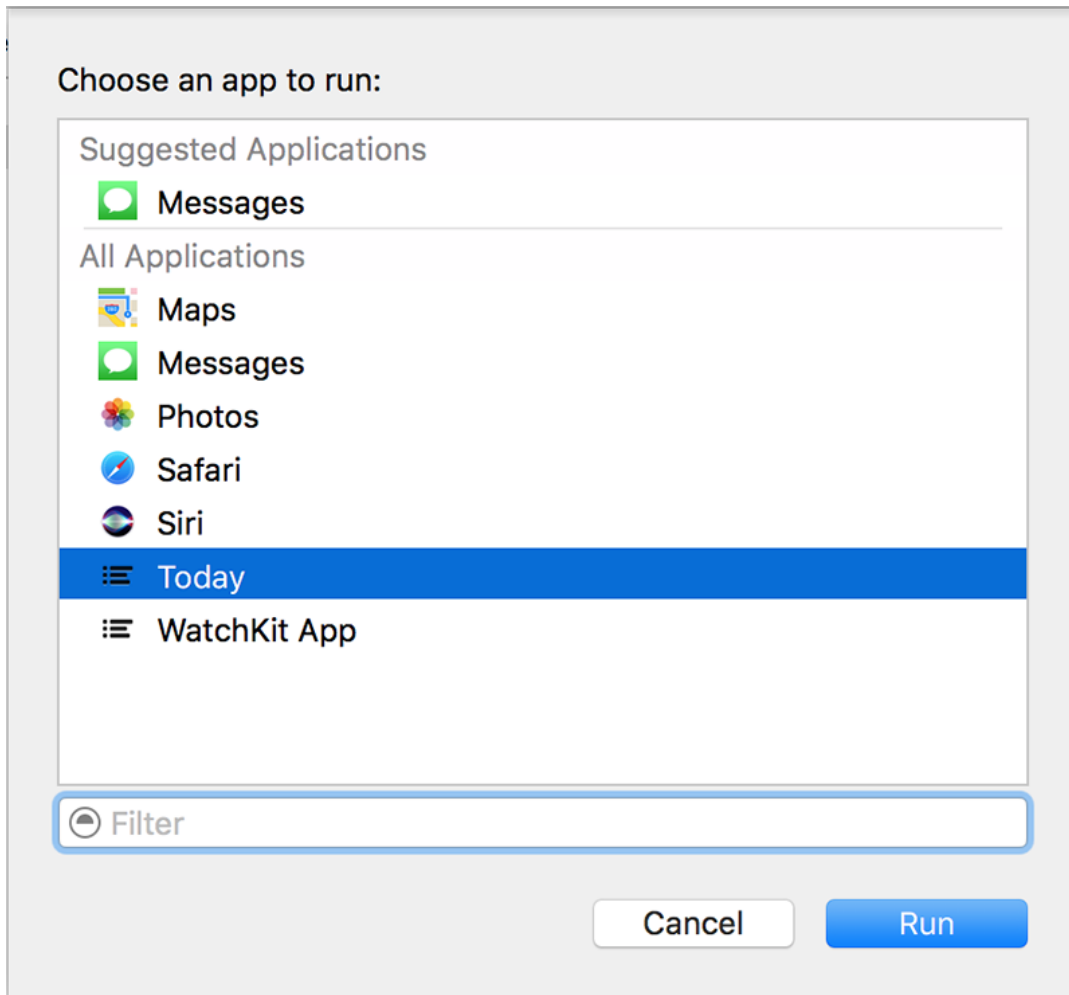 Choose an app to run:
Suggested Applications
Messages
All Applications
Maps
Messages
Photos
Safari
Siri
Today
WatchKit App
Filter
Cancel Run